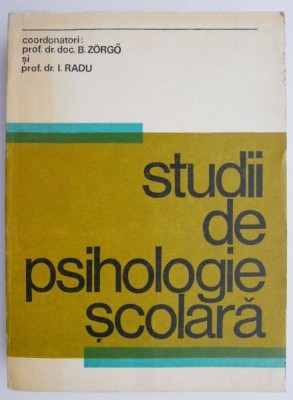 coordonatori:
prof. dr. doc. B. ZÖRGŐ
și
prof. dr. I. RADU
studii
de
psihologie
școlară